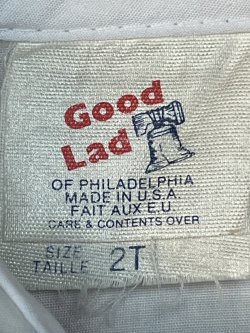 Good
Lad
OF PHILADELPHIA
MADE IN U.S.A.
FAIT AUX E.U.
CARE & CONTENTS OVER
SIZE
TAILLE 2T